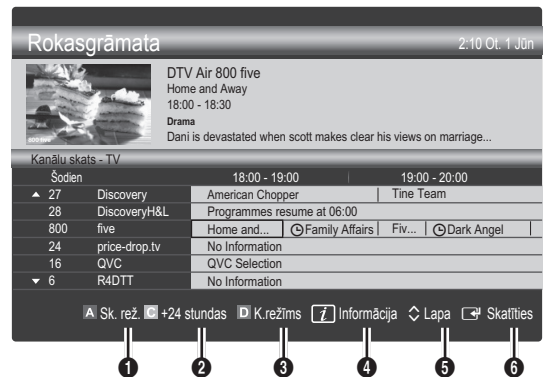 Rokasgrāmata 2:10 Ot. 1 Jūn
DTV Air 800 five
Home and Away
18:00 - 18:30
Drama
Dani is devastated when scott makes clear his views on marriage...
800 five
Kanālu skats - TV
Šodien 18:00 - 19:00 19:00 - 20:00
▲ 27 Discovery American Chopper Tine Team
28 DiscoveryH&L Programmes resume at 06:00
800 five Home and... Family Affairs Fiv... Dark Angel
24 price-drop.tv No Information
16 QVC QVC Selection
▼ 6 R4DTT No Information
A Sk. rež. C +24 stundas D K.režīms i Informācija Lapa Skatīties
1 2 3 4 5 6